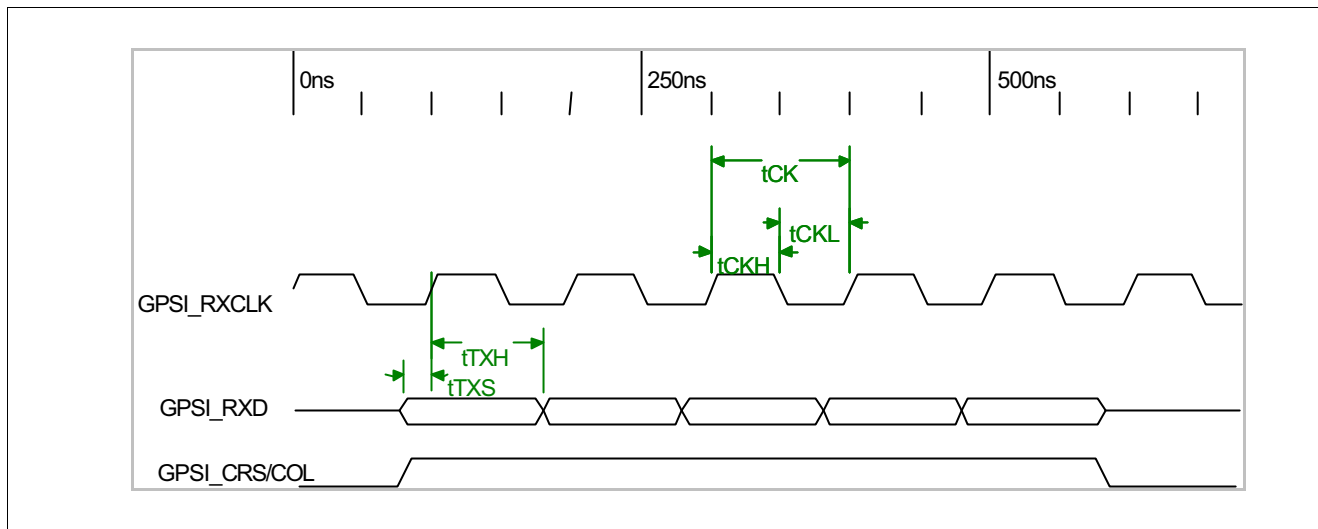 0ns 250ns 500ns
tCK
tCKL
tCKH
GPSI_RXCLK
tTXH
tTXS
GPSI_RXD
GPSI_CRS/COL